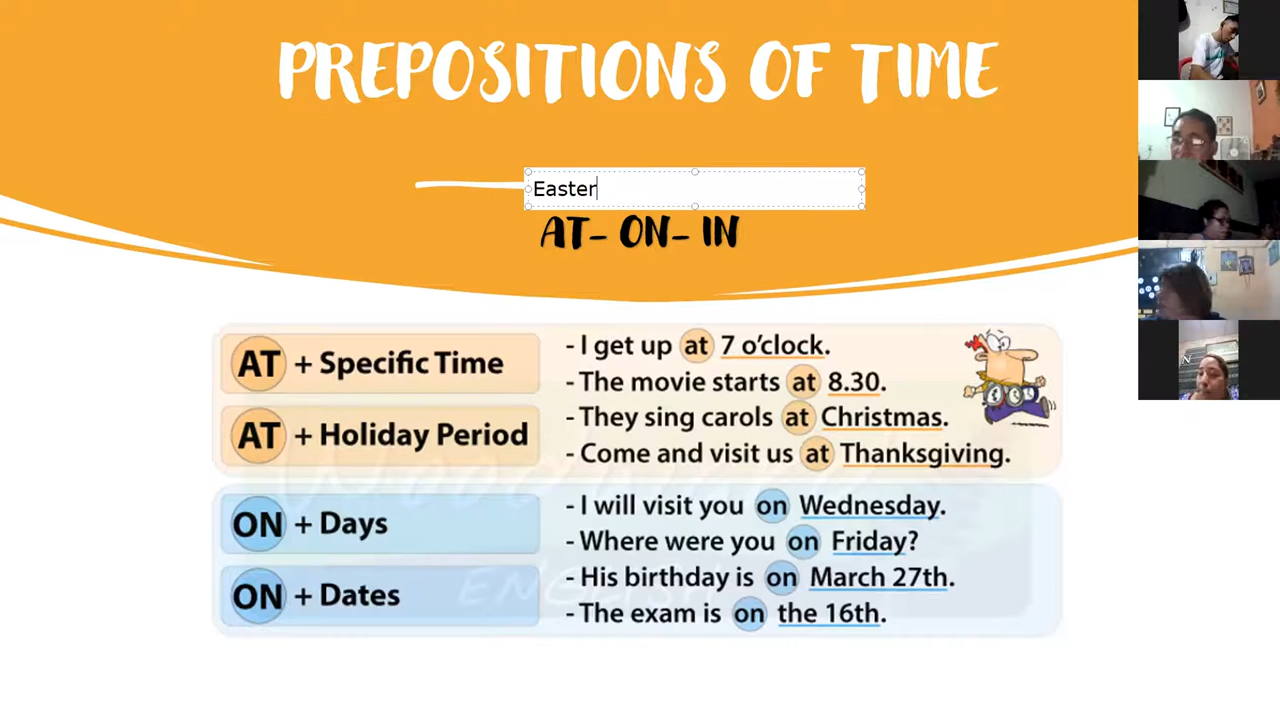 PREPOSITIONS OF TIME
Easter
AT- ON- IN
AT + Specific Time
- I get up at 7 o'clock.
- The movie starts at 8.30.
AT + Holiday Period
- They sing carols at Christmas.
- Come and visit us at Thanksgiving.
ON + Days
- I will visit you on Wednesday.
- Where were you on Friday?
ON + Dates
- His birthday is on March 27th.
- The exam is on the 16th.
ENGLISH